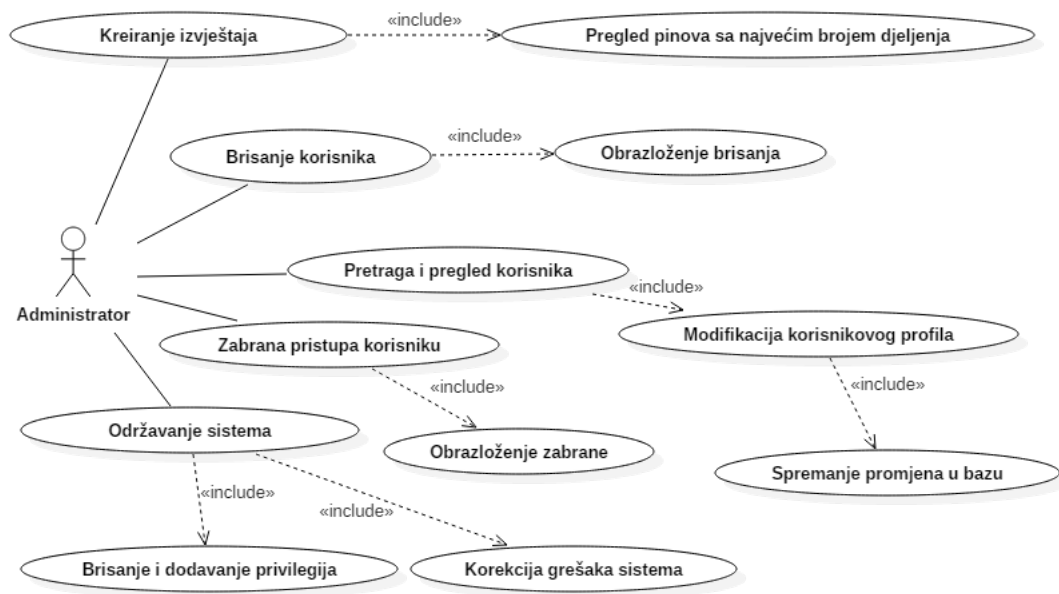 «include»
Kreiranje izvještaja
Pregled pinova sa najvećim brojem djeljenja
«include»
Brisanje korisnika
Obrazloženje brisanja
Pretraga i pregled korisnika
«include»
Administrator
Modifikacija korisnikovog profila
Zabrana pristupa korisniku
«include»
«include»
Održavanje sistema
Obrazloženje zabrane
Spremanje promjena u bazu
«include»
«include»
Brisanje i dodavanje privilegija
Korekcija grešaka sistema